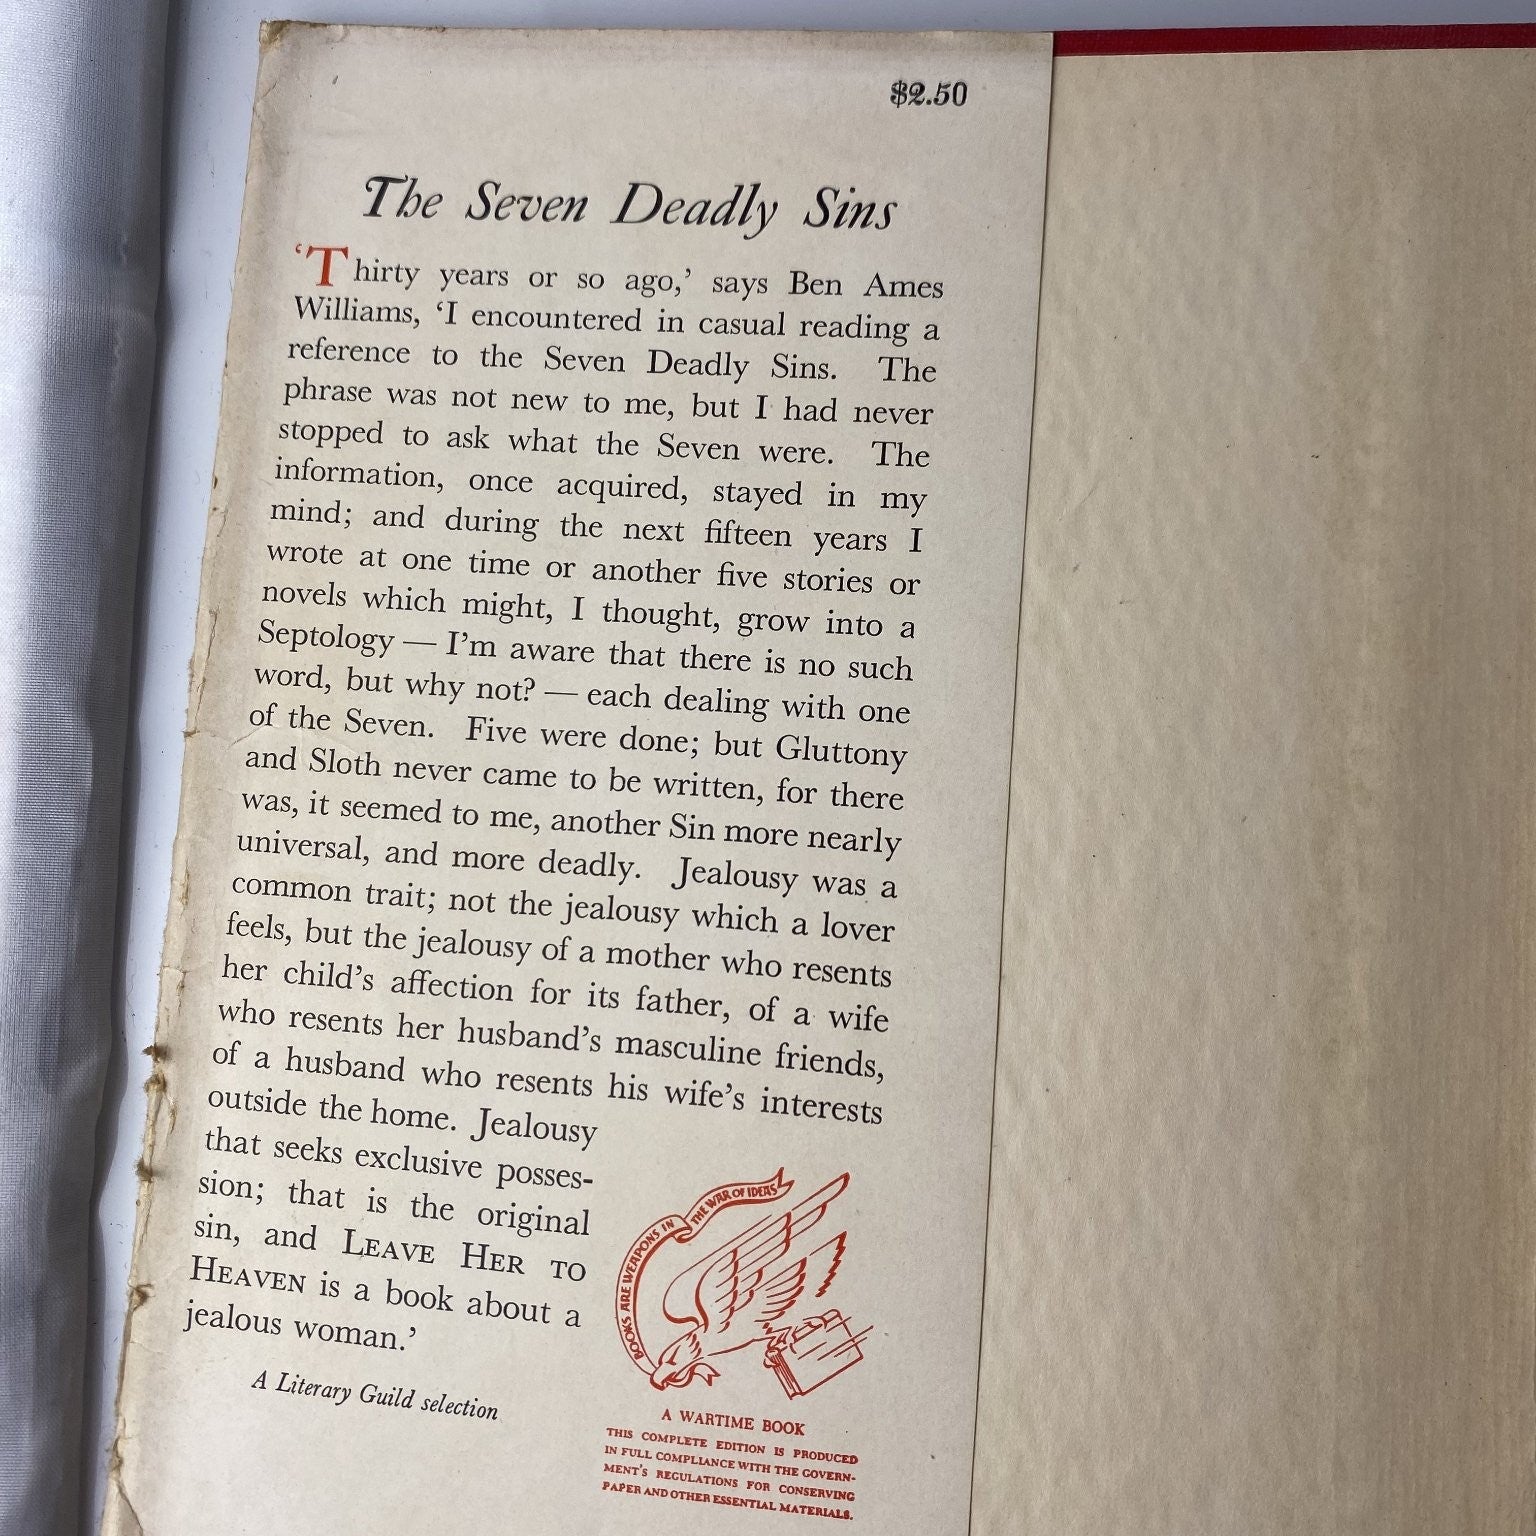 $2.50
The Seven Deadly Sins
‘Thirty years or so ago,’ says Ben Ames
Williams, ‘I encountered in casual reading a
reference to the Seven Deadly Sins. The
phrase was not new to me, but I had never
stopped to ask what the Seven were. The
information, once acquired, stayed in my
mind; and during the next fifteen years I
wrote at one time or another five stories or
novels which might, I thought, grow into a
Septology — I’m aware that there is no such
word, but why not? — each dealing with one
of the Seven. Five were done; but Gluttony
and Sloth never came to be written, for there
was, it seemed to me, another Sin more nearly
universal, and more deadly. Jealousy was a
common trait; not the jealousy which a lover
feels, but the jealousy of a mother who resents
her child’s affection for its father, of a wife
who resents her husband’s masculine friends,
of a husband who resents his wife’s interests
outside the home. Jealousy
that seeks exclusive posses-
sion; that is the original
sin, and LEAVE HER TO
HEAVEN is a book about a
jealous woman.’
A Literary Guild selection
BOOKS ARE WEAPONS IN THE WAR OF IDEAS
A WARTIME BOOK
THIS COMPLETE EDITION IS PRODUCED
IN FULL COMPLIANCE WITH THE GOVERN-
MENT’S REGULATIONS FOR CONSERVING
PAPER AND OTHER ESSENTIAL MATERIALS.